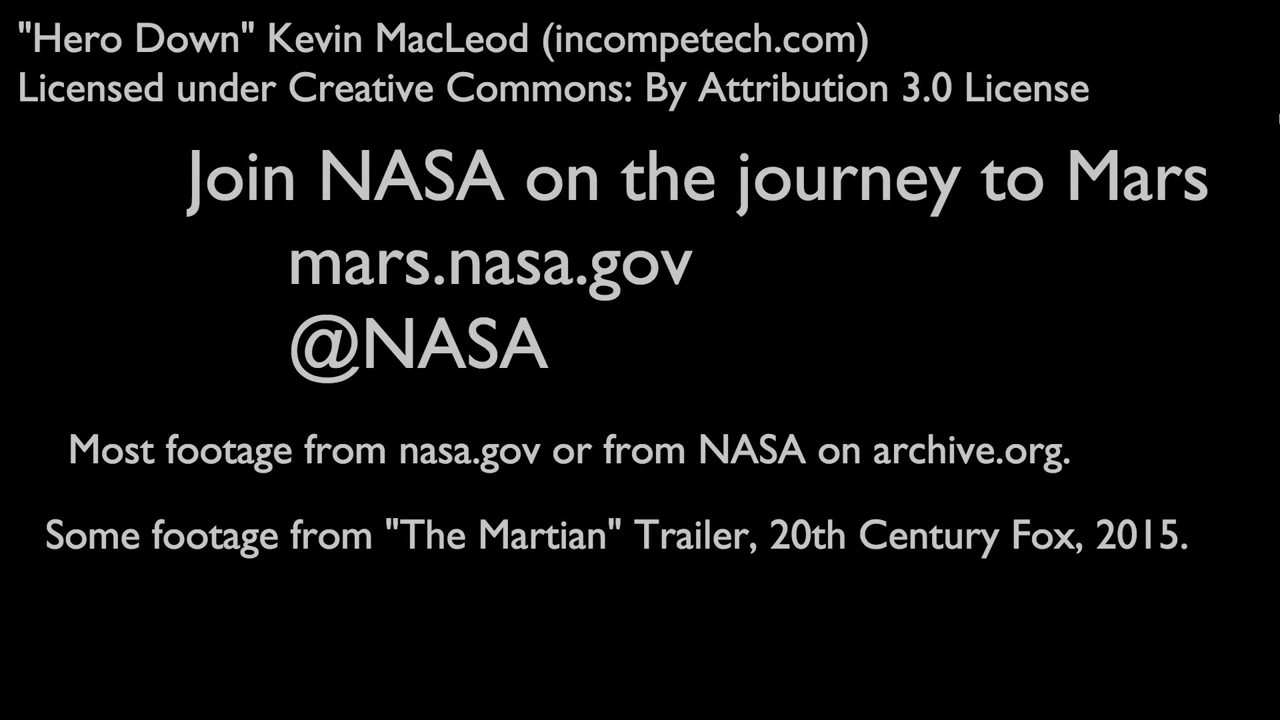 "Hero Down" Kevin MacLeod (incompetech.com)
Licensed under Creative Commons: By Attribution 3.0 License
Join NASA on the journey to Mars
mars.nasa.gov
@NASA
Most footage from nasa.gov or from NASA on archive.org.
Some footage from "The Martian" Trailer, 20th Century Fox, 2015.